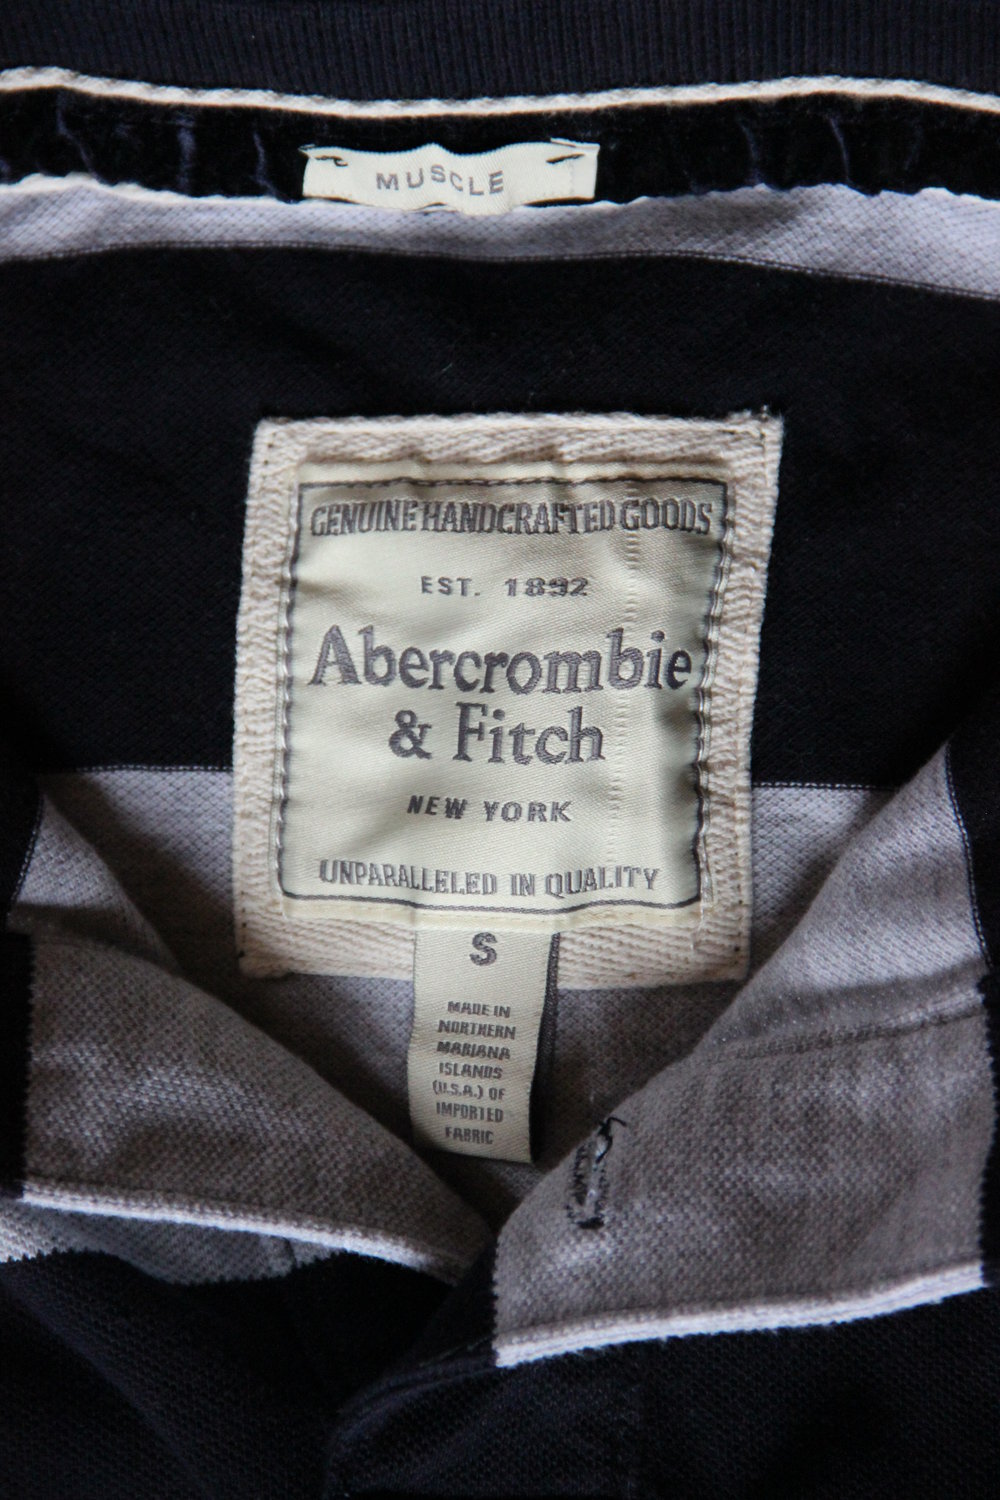 MUSCLE
GENUINE HANDCRAFTED GOODS
EST. 1892
Abercrombie
& Fitch
NEW YORK
UNPARALLELED IN QUALITY
S
MADE IN
NORTHERN
MARIANA
ISLANDS
(U.S.A.) OF
IMPORTED
FABRIC